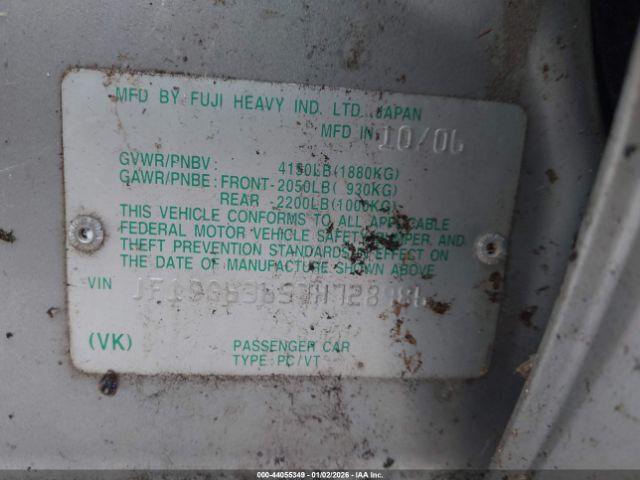 MFD BY FUJI HEAVY IND. LTD. JAPAN
MFD IN 10/06
GVWR/PNBV : 4150LB(1880KG)
GAWR/PNBE : FRONT-2050LB( 930KG)
REAR -2200LB(1000KG)
THIS VEHICLE CONFORMS TO ALL APPLICABLE
FEDERAL MOTOR VEHICLE SAFETY, BUMPER, AND
THEFT PREVENTION STANDARDS IN EFFECT ON
THE DATE OF MANUFACTURE SHOWN ABOVE.
VIN
(VK)
PASSENGER CAR
TYPE: PC/VT
000-44055349 - 01/02/2026 - IAAI.com